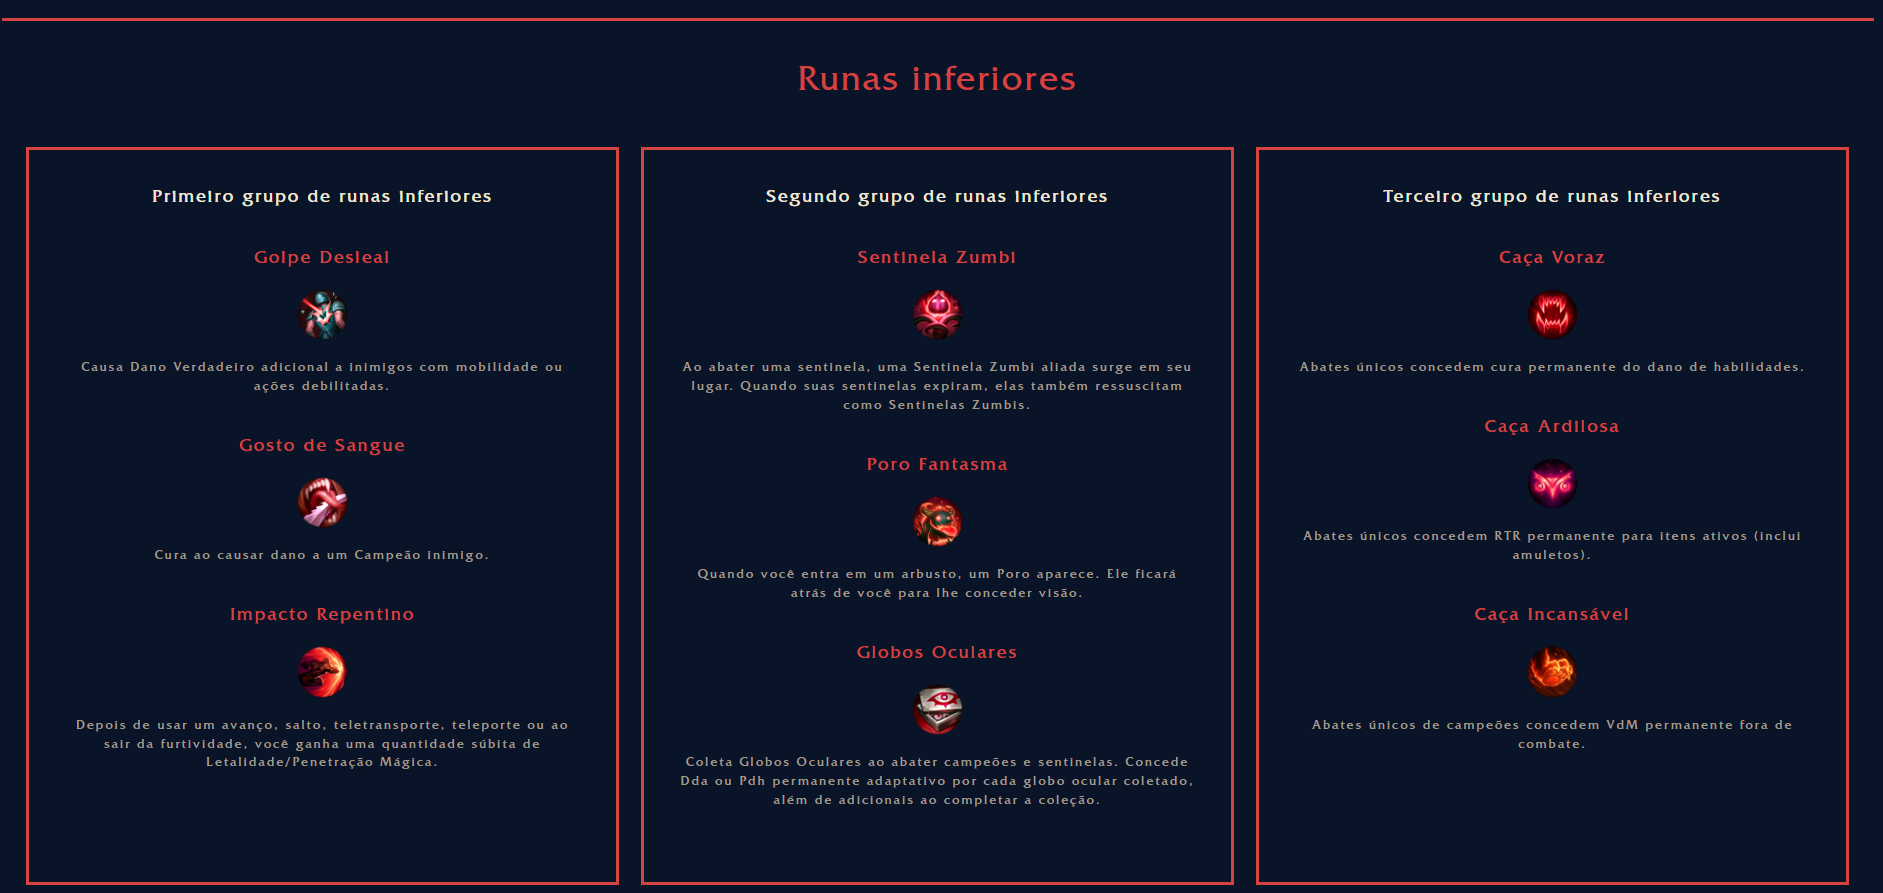 Runas inferiores
Primeiro grupo de runas inferiores
Golpe Desleal
Causa Dano Verdadeiro adicional a inimigos com mobilidade ou
ações debilitadas.
Gosto de Sangue
Cura ao causar dano a um Campeão inimigo.
Impacto Repentino
Depois de usar um avanço, salto, teletransporte, teleporte ou ao
sair da furtividade, você ganha uma quantidade súbita de
Letalidade/Penetração Mágica.
Segundo grupo de runas inferiores
Sentinela Zumbi
Ao abater uma sentinela, uma Sentinela Zumbi aliada surge em seu
lugar. Quando suas sentinelas expiram, elas também ressuscitam
como Sentinelas Zumbis.
Poro Fantasma
Quando você entra em um arbusto, um Poro aparece. Ele ficará
atrás de você para lhe conceder visão.
Globos Oculares
Coleta Globos Oculares ao abater campeões e sentinelas. Concede
Dda ou Pdh permanente adaptativo por cada globo ocular coletado,
além de adicionais ao completar a coleção.
Terceiro grupo de runas inferiores
Caça Voraz
Abates únicos concedem cura permanente do dano de habilidades.
Caça Ardilosa
Abates únicos concedem RTR permanente para itens ativos (inclui
amuletos).
Caça Incansável
Abates únicos de campeões concedem VdM permanente fora de
combate.